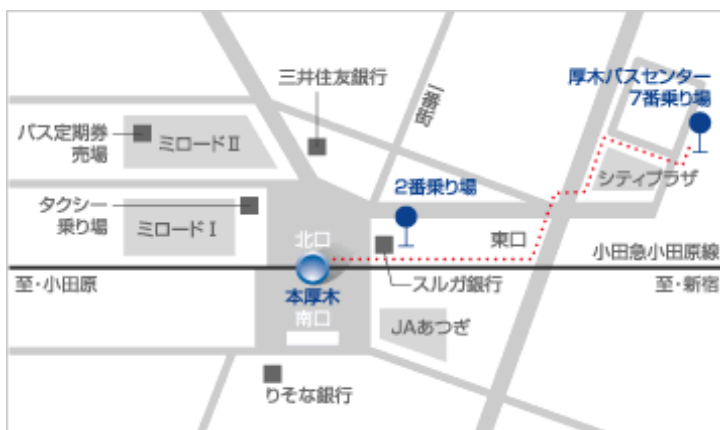 三井住友銀行
一番街
厚木バスセンター
7番乗り場
バス定期券
売場
ミロードⅡ
2番乗り場
シティプラザ
タクシー
乗り場
ミロードⅠ
北口
東口
小田急小田原線
至・小田原
本厚木
スルガ銀行
至・新宿
南口
JAあつぎ
りそな銀行